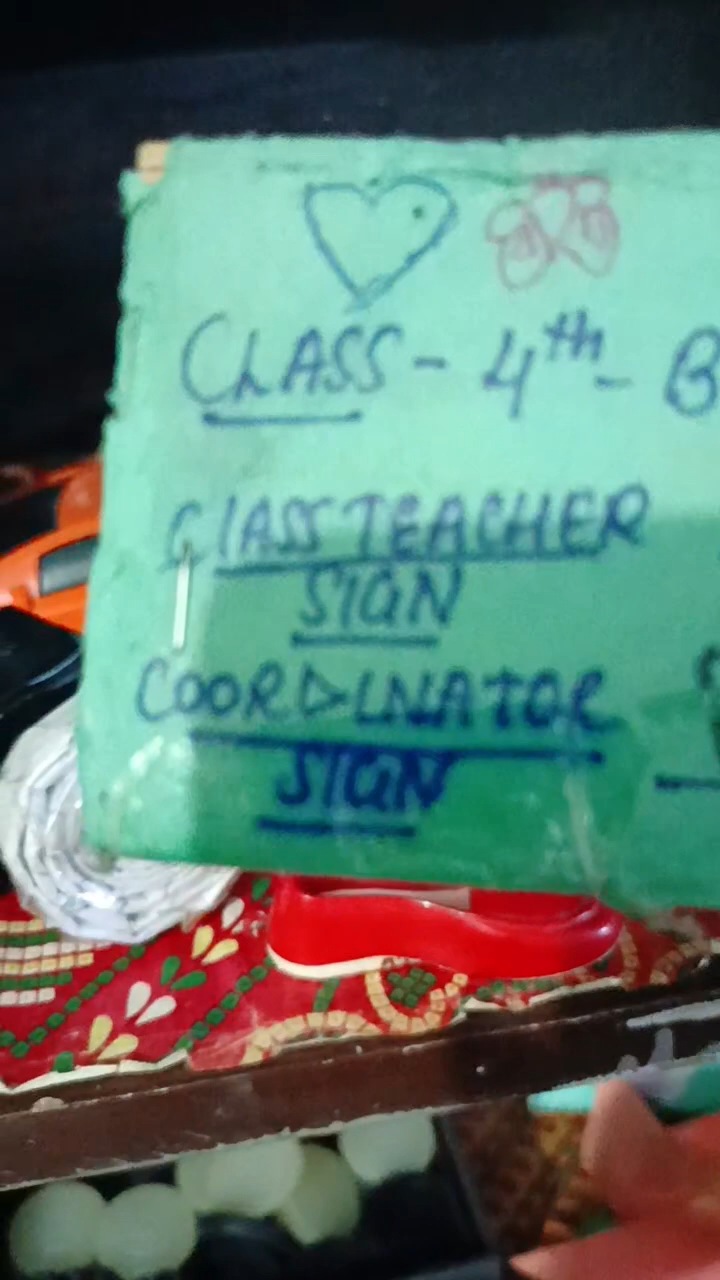 CLASS - 4th - B
ClASS TEACHER
SIGN
COORDINATOR
SIGN